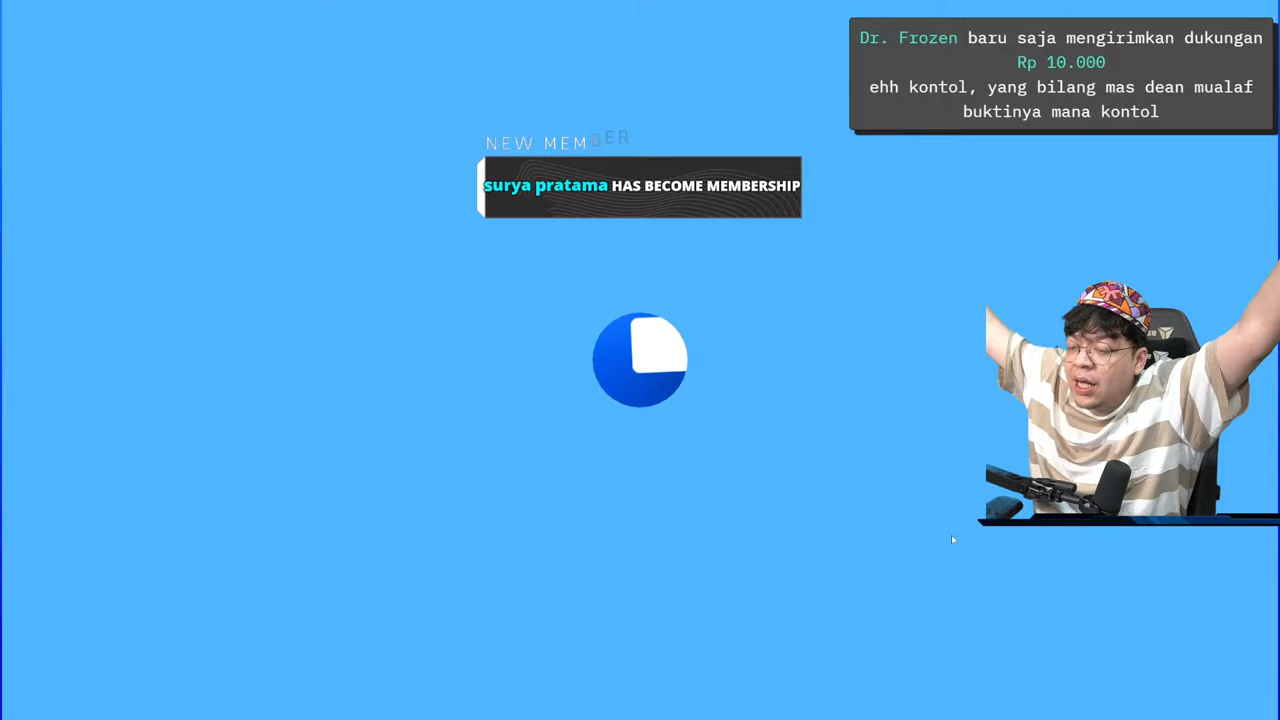 Dr. Frozen baru saja mengirimkan dukungan
Rp 10.000
ehh kontol, yang bilang mas dean mualaf
buktinya mana kontol
NEW MEMBER
surya pratama HAS BECOME MEMBERSHIP